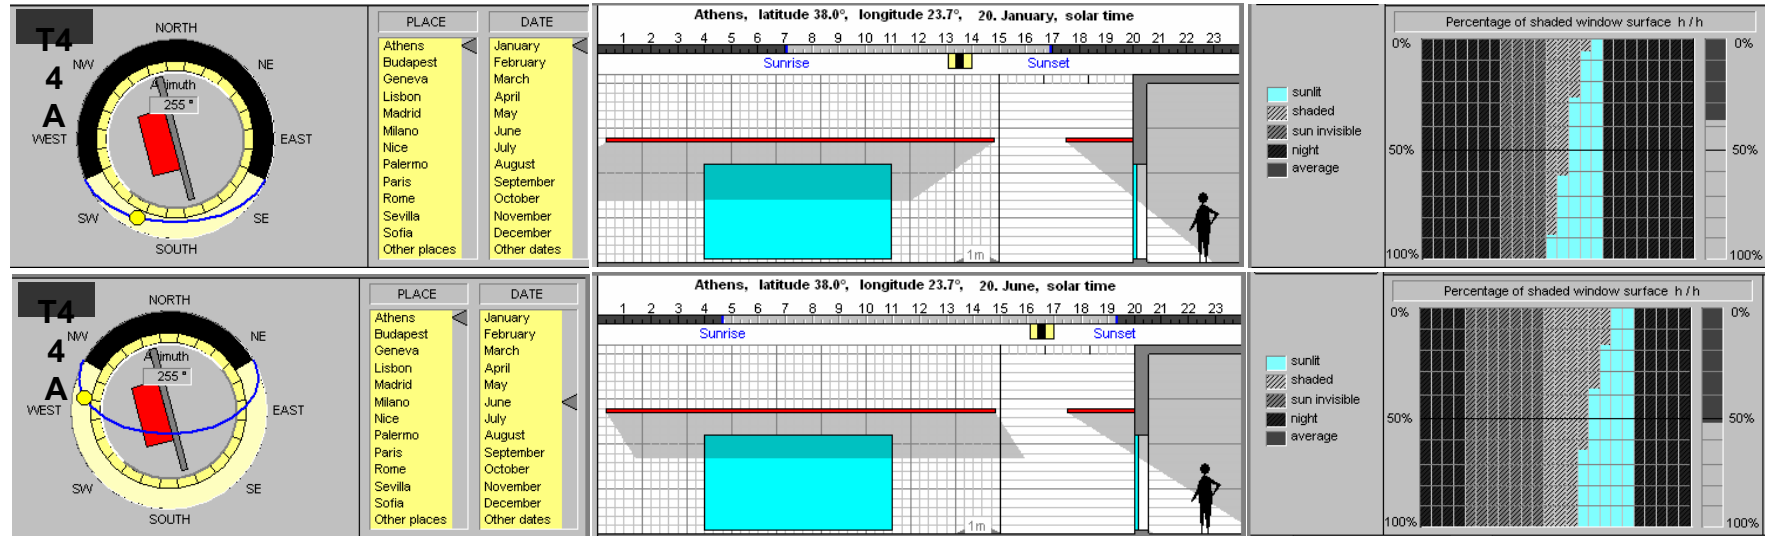 T4
4
A
NORTH
NW
NE
Azimuth
255 °
WEST
EAST
SW
SE
SOUTH
PLACE
Athens
Budapest
Geneva
Lisbon
Madrid
Milano
Nice
Palermo
Paris
Rome
Sevilla
Sofia
Other places
DATE
January
February
March
April
May
June
July
August
September
October
November
December
Other dates
Athens, latitude 38.0°, longitude 23.7°, 20. January, solar time
1 2 3 4 5 6 7 8 9 10 11 12 13 14 15 16 17 18 19 20 21 22 23
Sunrise
Sunset
1m
sunlit
shaded
sun invisible
night
average
Percentage of shaded window surface h / h
0%
50%
100%
0%
50%
100%
T4
4
A
NORTH
NW
NE
Azimuth
255 °
WEST
EAST
SW
SE
SOUTH
PLACE
Athens
Budapest
Geneva
Lisbon
Madrid
Milano
Nice
Palermo
Paris
Rome
Sevilla
Sofia
Other places
DATE
January
February
March
April
May
June
July
August
September
October
November
December
Other dates
Athens, latitude 38.0°, longitude 23.7°, 20. June, solar time
1 2 3 4 5 6 7 8 9 10 11 12 13 14 15 16 17 18 19 20 21 22 23
Sunrise
Sunset
1m
sunlit
shaded
sun invisible
night
average
Percentage of shaded window surface h / h
0%
50%
100%
0%
50%
100%